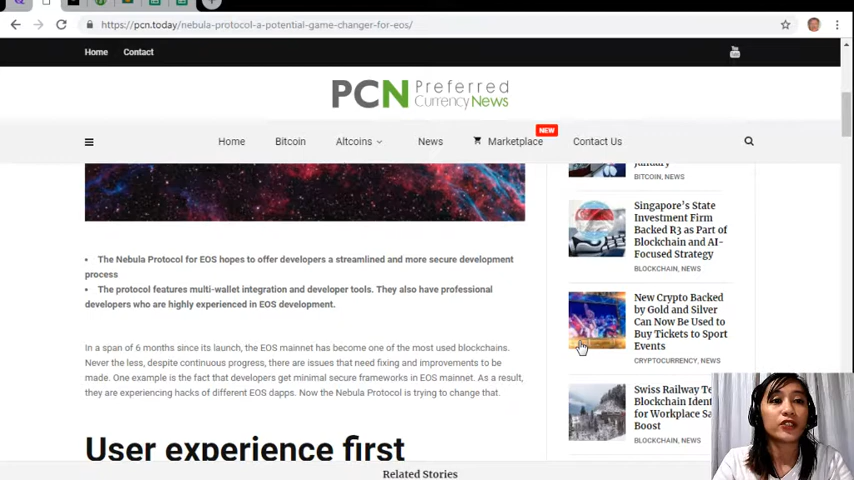 https://pcn.today/nebula-protocol-a-potential-game-changer-for-eos/
Home Contact
PCN Preferred
Currency News
NEW
Home Bitcoin Altcoins News Marketplace Contact Us
January
BITCOIN, NEWS
Singapore's State
Investment Firm
Backed R3 as Part of
Blockchain and AI-
Focused Strategy
BLOCKCHAIN, NEWS
New Crypto Backed
by Gold and Silver
Can Now Be Used to
Buy Tickets to Sport
Events
CRYPTOCURRENCY, NEWS
Swiss Railway
Blockchain
for Workplace
Boost
BLOCKCHAIN, NEWS
• The Nebula Protocol for EOS hopes to offer developers a streamlined and more secure development
process
• The protocol features multi-wallet integration and developer tools. They also have professional
developers who are highly experienced in EOS development.
In a span of 6 months since its launch, the EOS mainnet has become one of the most used blockchains.
Never the less, despite continuous progress, there are issues that need fixing and improvements to be
made. One example is the fact that developers get minimal secure frameworks in EOS mainnet. As a result,
they are experiencing hacks of different EOS dapps. Now the Nebula Protocol is trying to change that.
User experience first
Related Stories